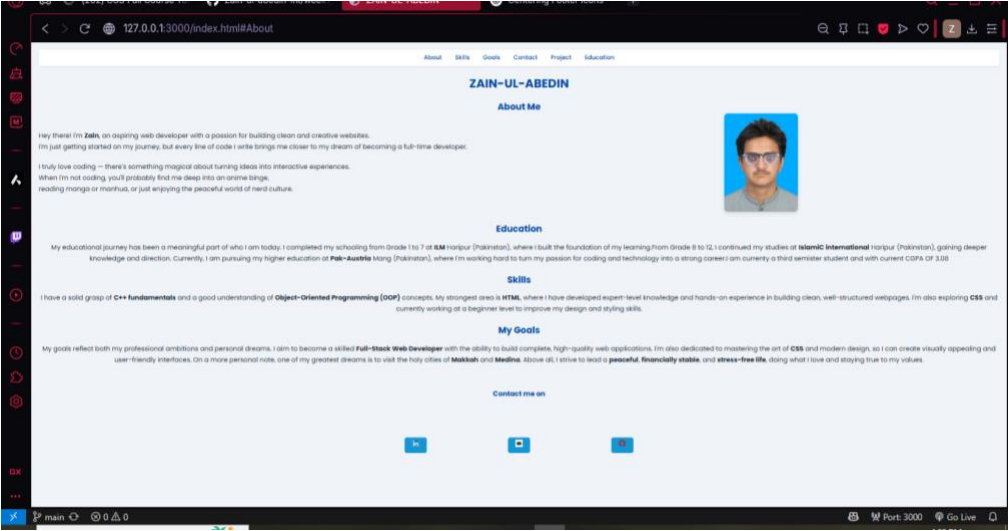 127.0.0.1:3000/index.html#About
Z
M
About Skills Goals Contact Project Education
ZAIN-UL-ABEDIN
About Me
Hey there! I'm Zain, an aspiring web developer with a passion for building clean and creative websites.
I'm just getting started on my journey, but every line of code I write brings me closer to my dream of becoming a full-time developer.
I truly love coding — there's something magical about turning ideas into interactive experiences.
When I'm not coding, you'll probably find me deep into an anime binge,
reading manga or manhua, or just enjoying the peaceful world of nerd culture.
Education
My educational journey has been a meaningful part of who I am today. I completed my schooling from Grade 1 to 7 at ILM Haripur (Pakinstan), where I built the foundation of my learning.From Grade 8 to 12, I continued my studies at IslamiC international Haripur (Pakinstan), gaining deeper
knowledge and direction. Currently, I am pursuing my higher education at Pak-Austria Mang (Pakinstan), where I'm working hard to turn my passion for coding and technology into a strong career.I am currenty a third semister student and with current CGPA OF 3.08
Skills
I have a solid grasp of C++ fundamentals and a good understanding of Object-Oriented Programming (OOP) concepts. My strongest area is HTML, where I have developed expert-level knowledge and hands-on experience in building clean, well-structured webpages. I'm also exploring CSS and
currently working at a beginner level to improve my design and styling skills.
My Goals
My goals reflect both my professional ambitions and personal dreams. I aim to become a skilled Full-Stack Web Developer with the ability to build complete, high-quality web applications. I'm also dedicated to mastering the art of CSS and modern design, so I can create visually appealing and
user-friendly interfaces. On a more personal note, one of my greatest dreams is to visit the holy cities of Makkah and Medina. Above all, I strive to lead a peaceful, financially stable, and stress-free life, doing what I love and staying true to my values.
Contact me on
in
main 0 0 Port: 3000 Go Live